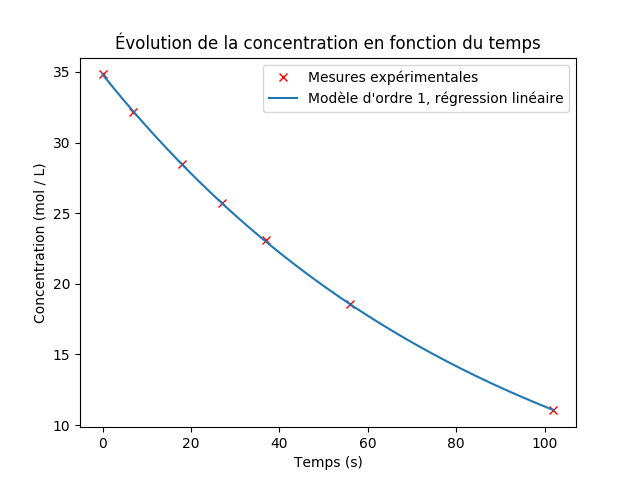 Évolution de la concentration en fonction du temps
Mesures expérimentales
Modèle d'ordre 1, régression linéaire
Concentration (mol / L)
35
30
25
20
15
10
0 20 40 60 80 100
Temps (s)